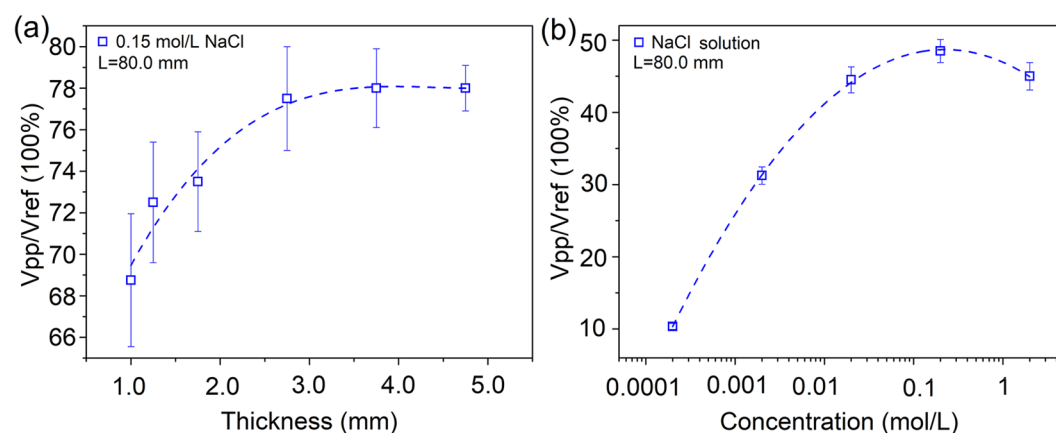 (a)
0.15 mol/L NaCl
L=80.0 mm
80
78
76
74
72
70
68
66
Vpp/Vref (100%)
1.0 2.0 3.0 4.0 5.0
Thickness (mm)
(b)
NaCl solution
L=80.0 mm
50
40
30
20
10
Vpp/Vref (100%)
0.0001 0.001 0.01 0.1 1
Concentration (mol/L)